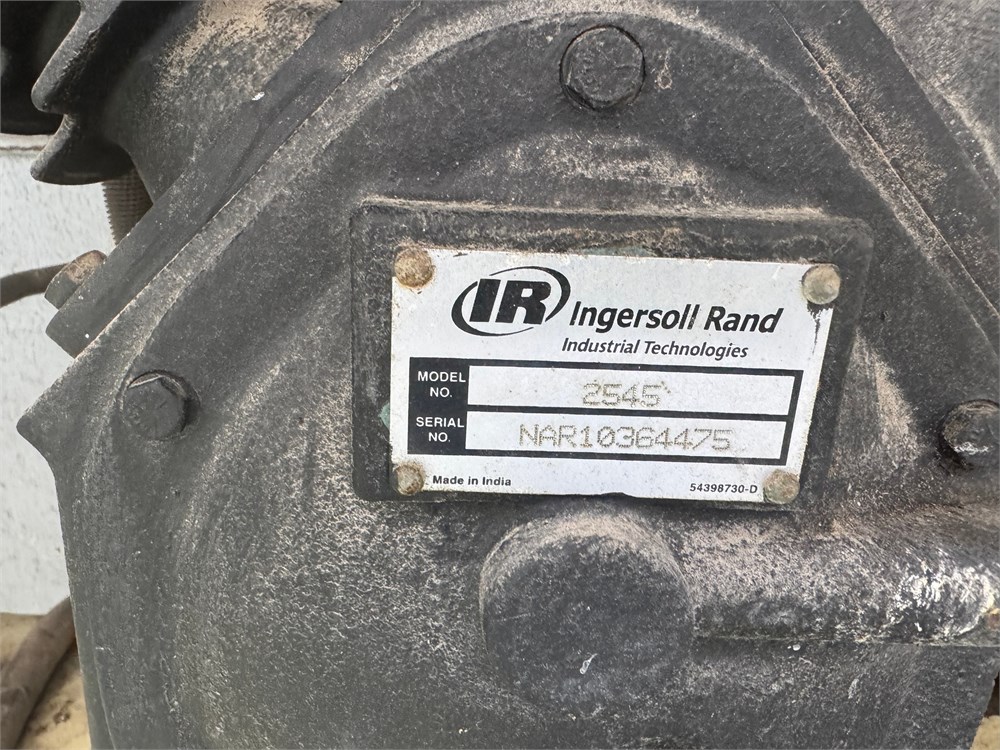 IR Ingersoll Rand
Industrial Technologies
MODEL NO. 2545
SERIAL NO. NAR10364475
Made in India 54398730-D